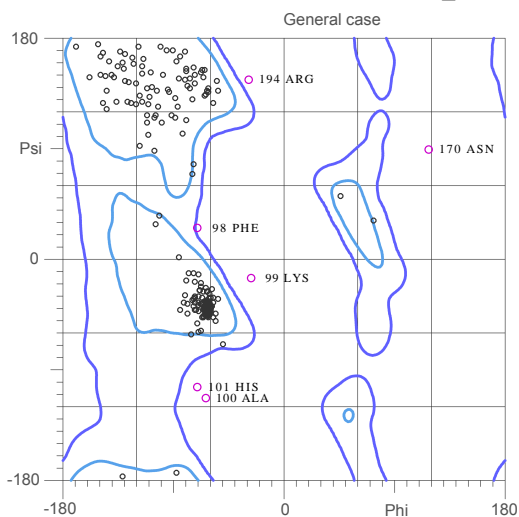 General case
180
194 ARG
Psi
170 ASN
98 PHE
0
99 LYS
101 HIS
100 ALA
-180
-180
0
Phi
180